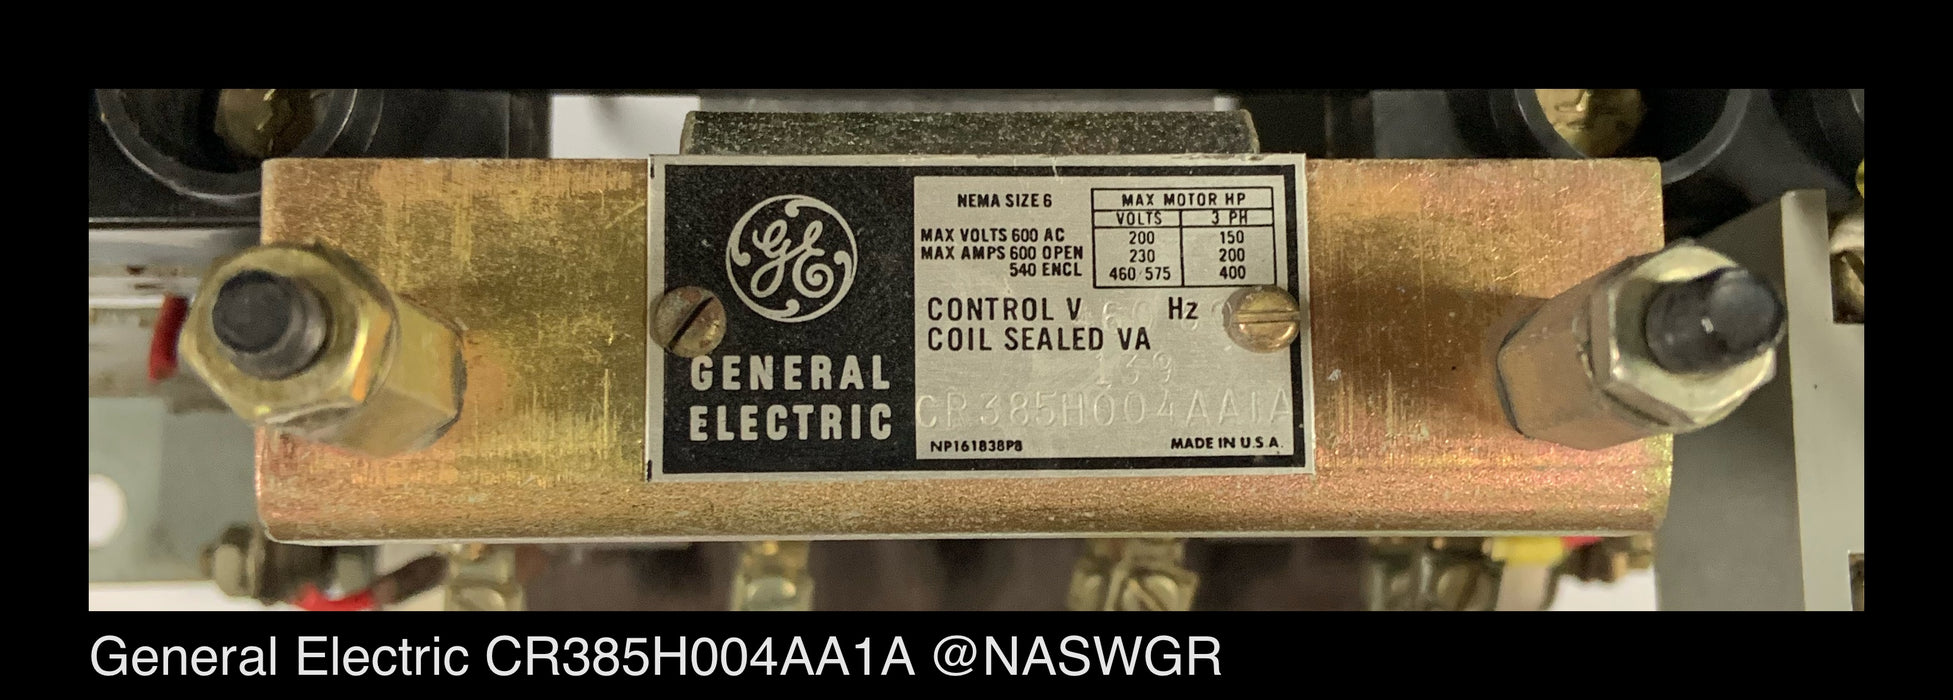 GE
GENERAL
ELECTRIC
NEMA SIZE 6
MAX VOLTS 600 AC
MAX AMPS 600 OPEN
540 ENCL
MAX MOTOR HP
VOLTS 3 PH
200 150
230 200
460·575 400
CONTROL V Hz
COIL SEALED VA
139
CR385H004AA1A
NP161838P8 MADE IN U.S.A.
General Electric CR385H004AA1A @NASWGR